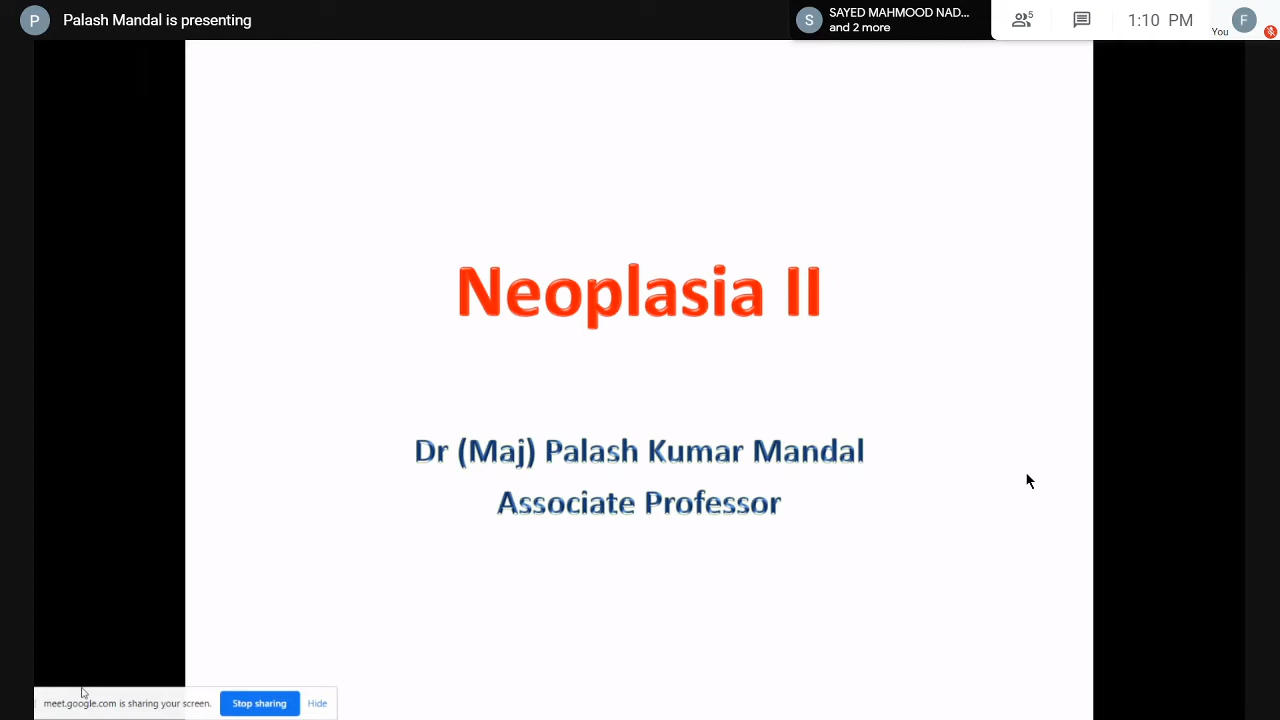 P Palash Mandal is presenting
S SAYED MAHMOOD NAD...
and 2 more
5
1:10 PM
You
F
Neoplasia II
Dr (Maj) Palash Kumar Mandal
Associate Professor
meet.google.com is sharing your screen. Stop sharing Hide